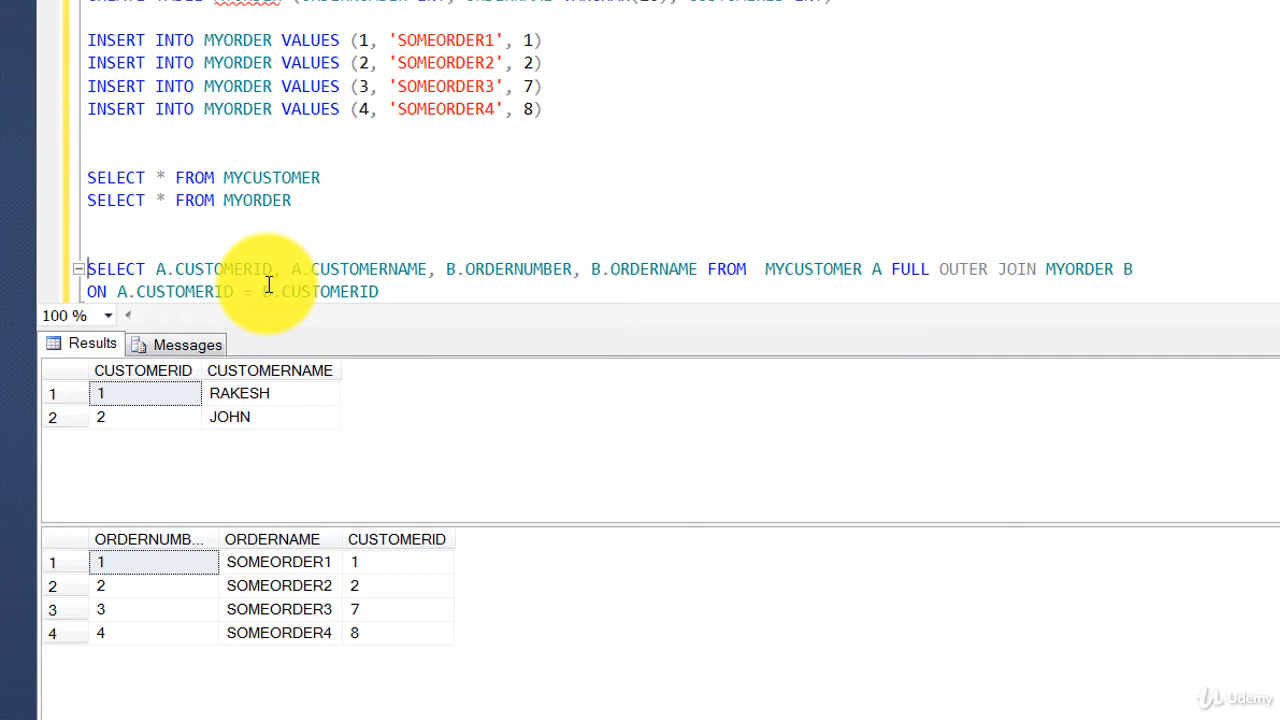 INSERT INTO MYORDER VALUES (1, 'SOMEORDER1', 1)
INSERT INTO MYORDER VALUES (2, 'SOMEORDER2', 2)
INSERT INTO MYORDER VALUES (3, 'SOMEORDER3', 7)
INSERT INTO MYORDER VALUES (4, 'SOMEORDER4', 8)
SELECT * FROM MYCUSTOMER
SELECT * FROM MYORDER
SELECT A.CUSTOMERID, A.CUSTOMERNAME, B.ORDERNUMBER, B.ORDERNAME FROM  MYCUSTOMER A FULL OUTER JOIN MYORDER B
ON A.CUSTOMERID = B.CUSTOMERID
100 %
Results Messages
CUSTOMERID CUSTOMERNAME
1 1 RAKESH
2 2 JOHN
ORDERNUMB... ORDERNAME CUSTOMERID
1 1 SOMEORDER1 1
2 2 SOMEORDER2 2
3 3 SOMEORDER3 7
4 4 SOMEORDER4 8
Udemy